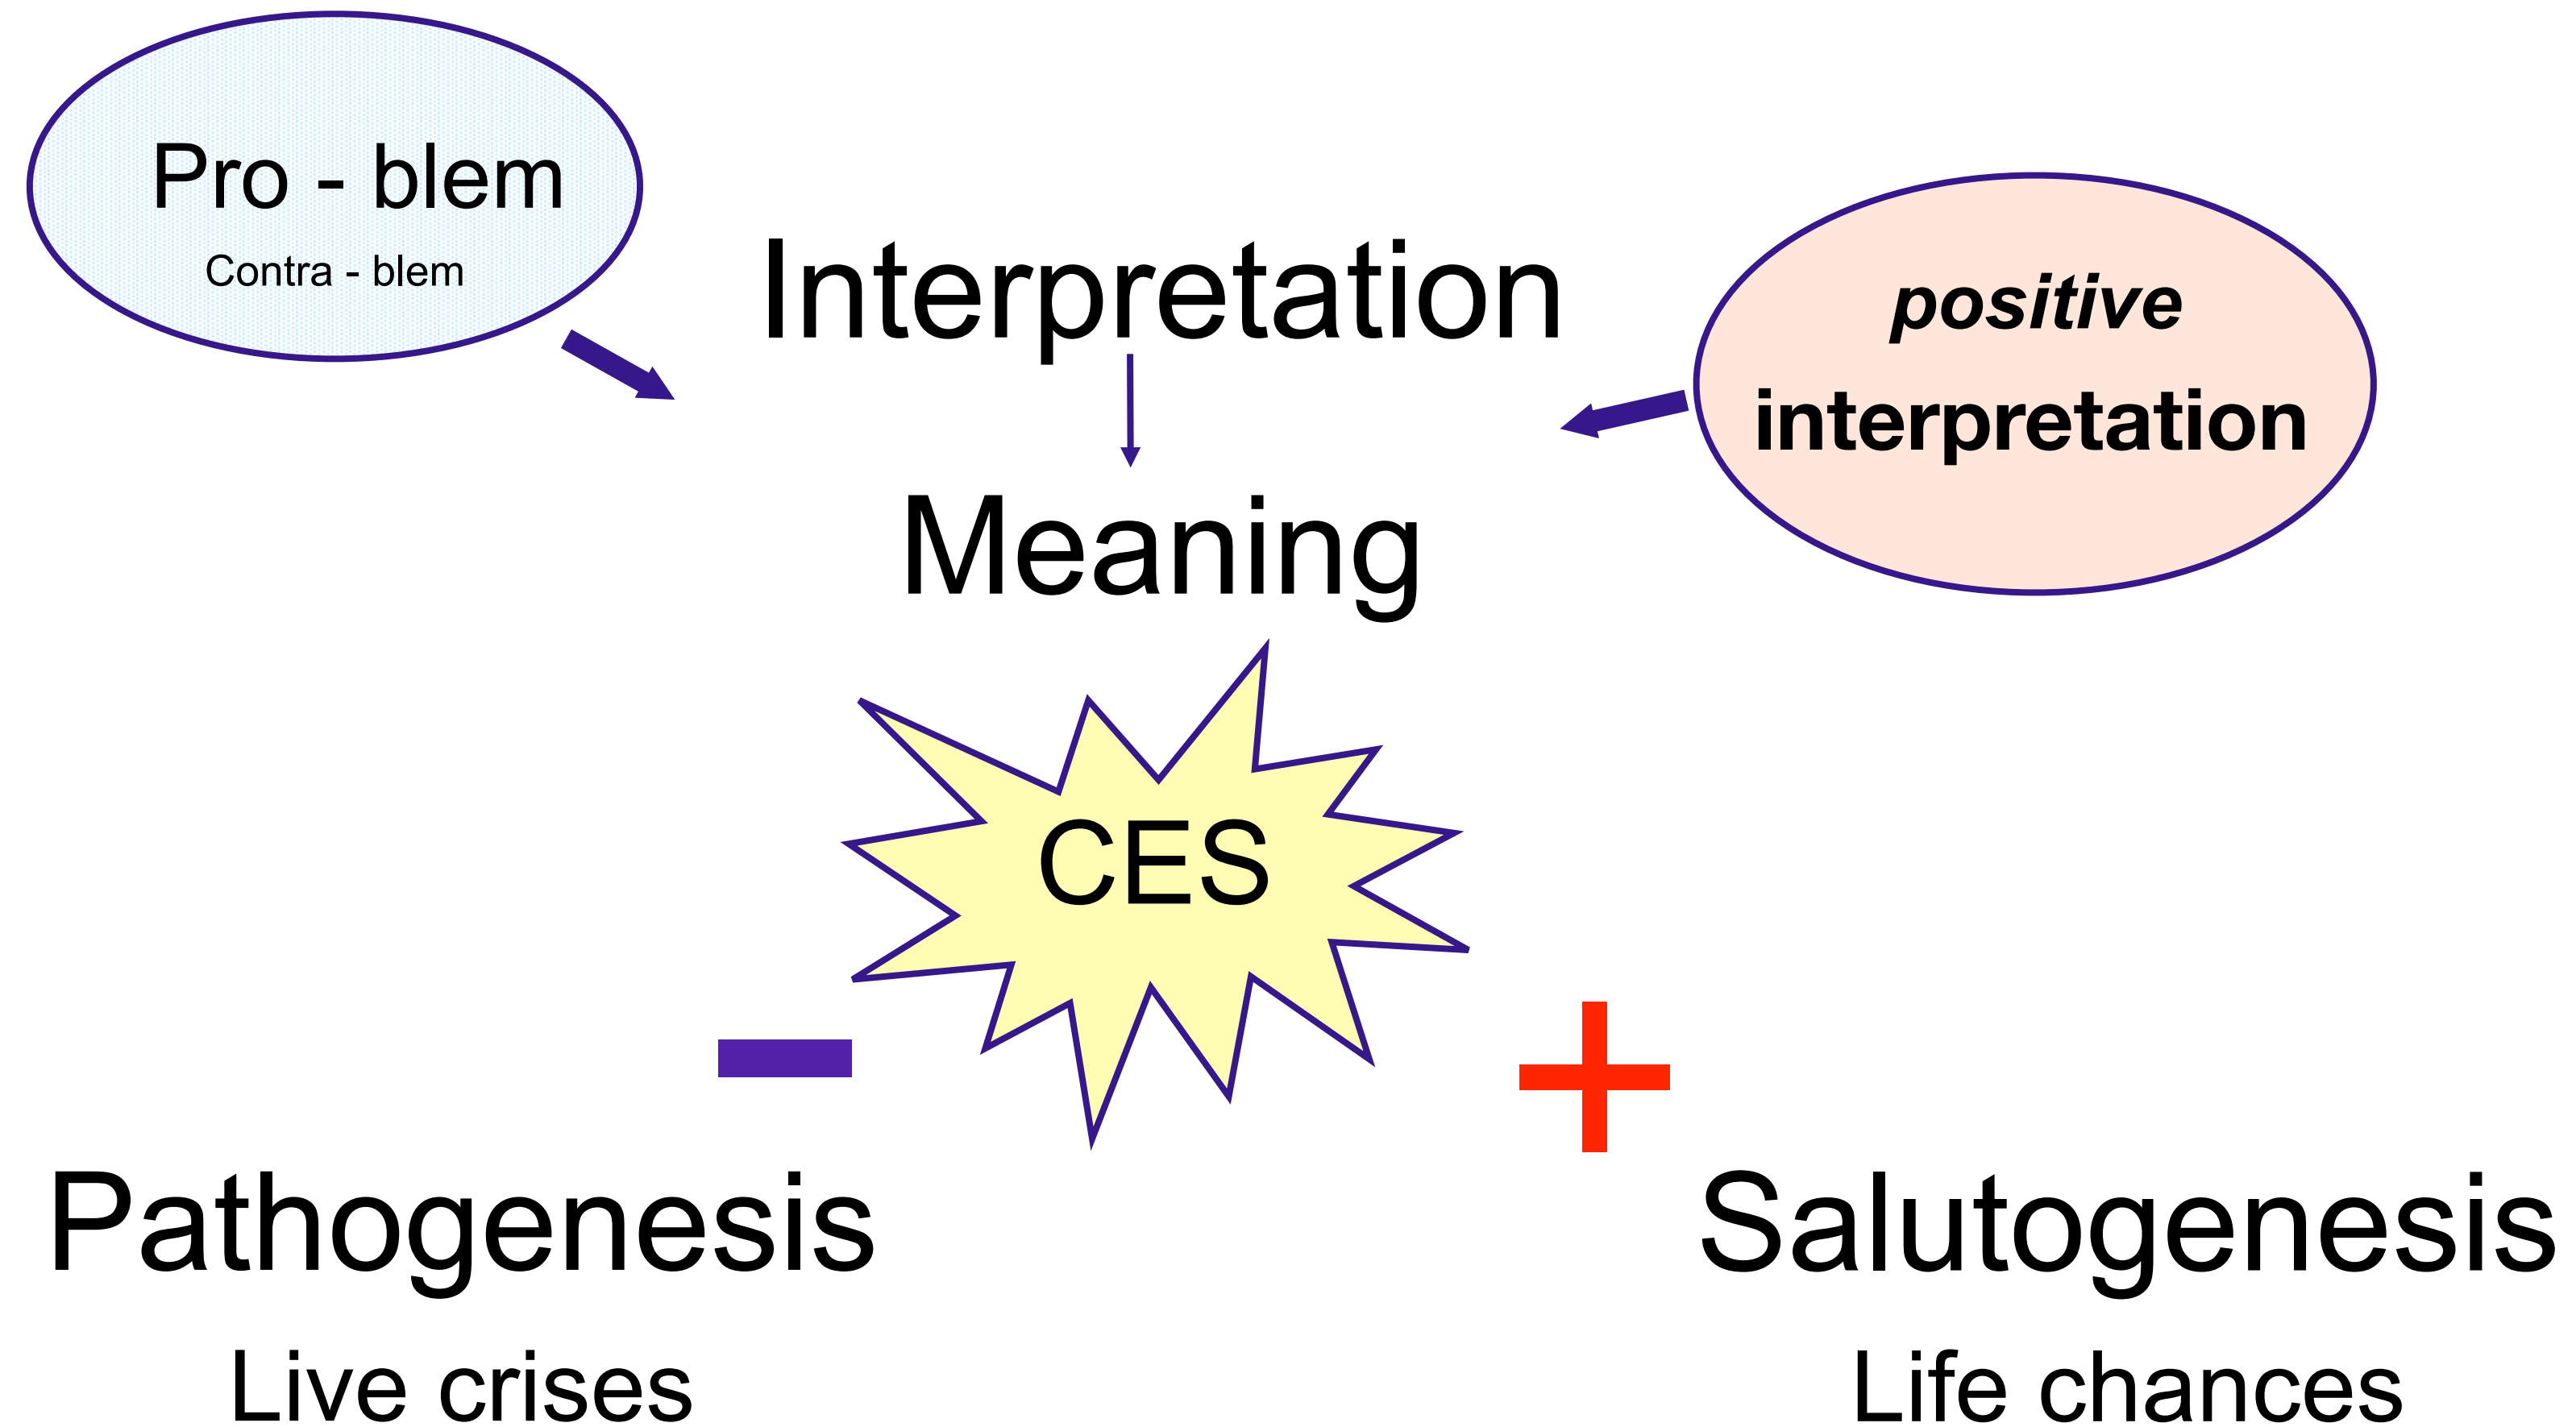 Pro - blem
Contra - blem
Interpretation
positive
interpretation
Meaning
CES
Pathogenesis
Salutogenesis
Live crises
Life chances